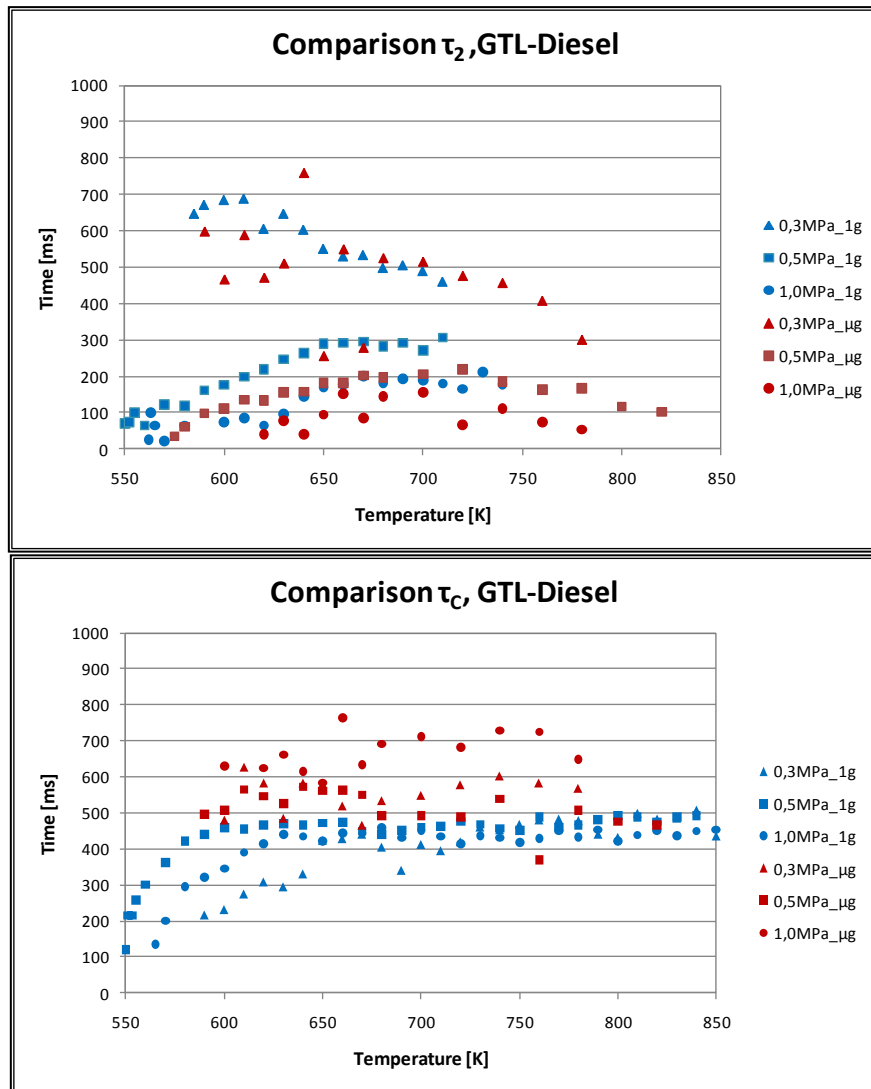 Comparison τ2 ,GTL-Diesel
1000
900
800
700
600
500
400
300
200
100
0
Time [ms]
550 600 650 700 750 800 850
Temperature [K]
0,3MPa_1g
0,5MPa_1g
1,0MPa_1g
0,3MPa_µg
0,5MPa_µg
1,0MPa_µg
Comparison τC, GTL-Diesel
1000
900
800
700
600
500
400
300
200
100
0
Time [ms]
550 600 650 700 750 800 850
Temperature [K]
0,3MPa_1g
0,5MPa_1g
1,0MPa_1g
0,3MPa_µg
0,5MPa_µg
1,0MPa_µg